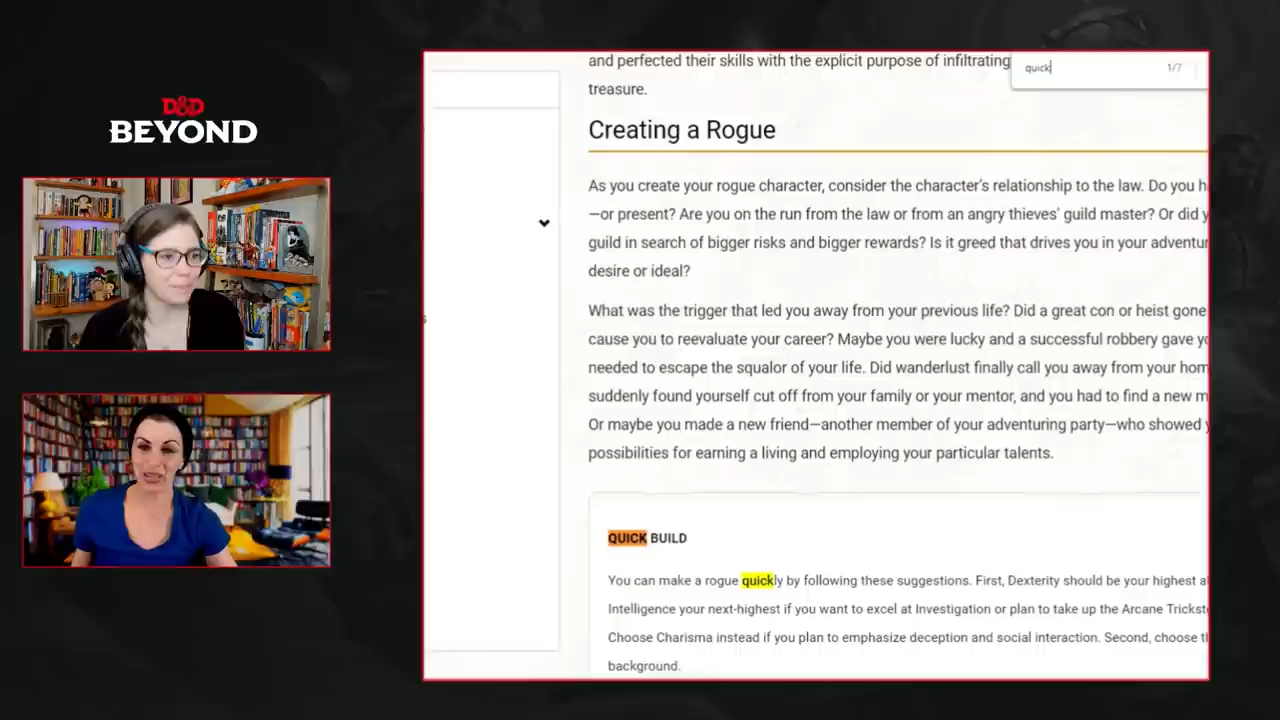 D&D
BEYOND
and perfected their skills with the explicit purpose of infiltrating
quick
1/7
treasure.
Creating a Rogue
As you create your rogue character, consider the character's relationship to the law. Do you h
—or present? Are you on the run from the law or from an angry thieves' guild master? Or did y
guild in search of bigger risks and bigger rewards? Is it greed that drives you in your adventur
desire or ideal?
What was the trigger that led you away from your previous life? Did a great con or heist gone
cause you to reevaluate your career? Maybe you were lucky and a successful robbery gave yo
needed to escape the squalor of your life. Did wanderlust finally call you away from your hom
suddenly found yourself cut off from your family or your mentor, and you had to find a new m
Or maybe you made a new friend—another member of your adventuring party—who showed y
possibilities for earning a living and employing your particular talents.
QUICK BUILD
You can make a rogue quickly by following these suggestions. First, Dexterity should be your highest a
Intelligence your next-highest if you want to excel at Investigation or plan to take up the Arcane Trickst
Choose Charisma instead if you plan to emphasize deception and social interaction. Second, choose th
background.